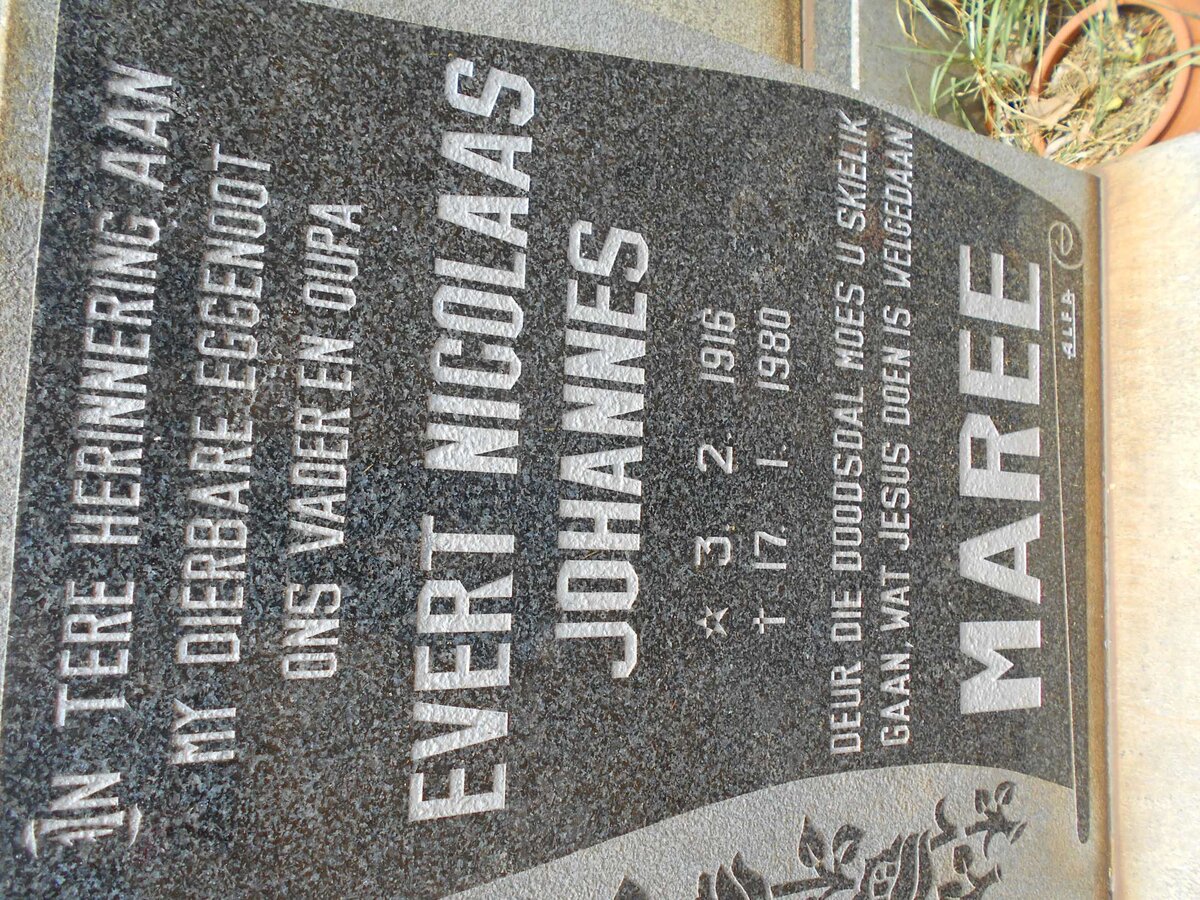 IN TERE HERINNERING AAN
MY DIERBARE EGGENOOT
ONS VADER EN OUPA
EVERT NICOLAAS
JOHANNES
☆ 3. 2. 1916
† 17. 1. 1980
DEUR DIE DOODSDAL MOES U SKIELIK
GAAN, WAT JESUS DOEN IS WELGEDAAN
MAREE
ALFA